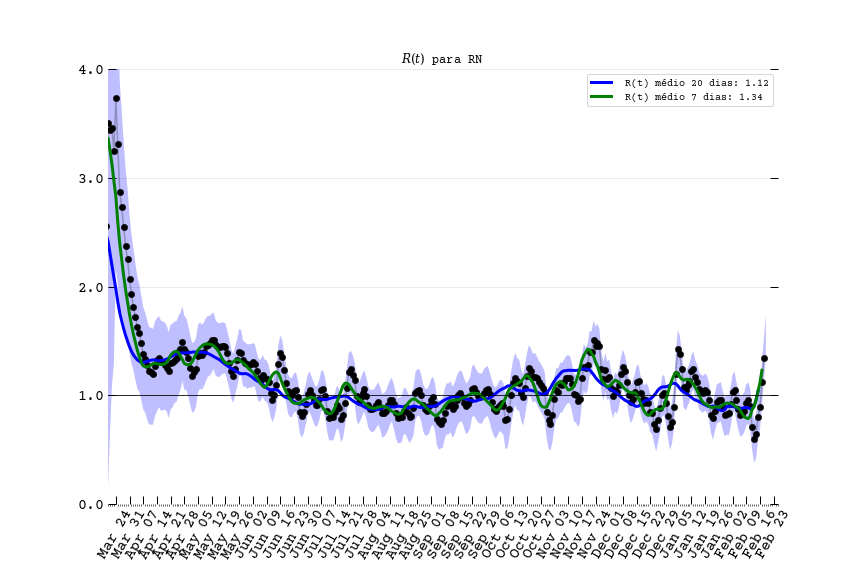 R(t) para RN
4.0
R(t) médio 20 dias: 1.12
R(t) médio 7 dias: 1.34
3.0
2.0
1.0
0.0
Mar 24
Mar 31
Apr 07
Apr 14
Apr 21
Apr 28
May 05
May 12
May 19
May 26
Jun 02
Jun 09
Jun 16
Jun 23
Jun 30
Jul 07
Jul 14
Jul 21
Jul 28
Aug 04
Aug 11
Aug 18
Aug 25
Sep 01
Sep 08
Sep 15
Sep 22
Sep 29
Oct 06
Oct 13
Oct 20
Oct 27
Nov 03
Nov 10
Nov 17
Nov 24
Dec 01
Dec 08
Dec 15
Dec 22
Dec 29
Jan 05
Jan 12
Jan 19
Jan 26
Feb 02
Feb 09
Feb 16
Feb 23